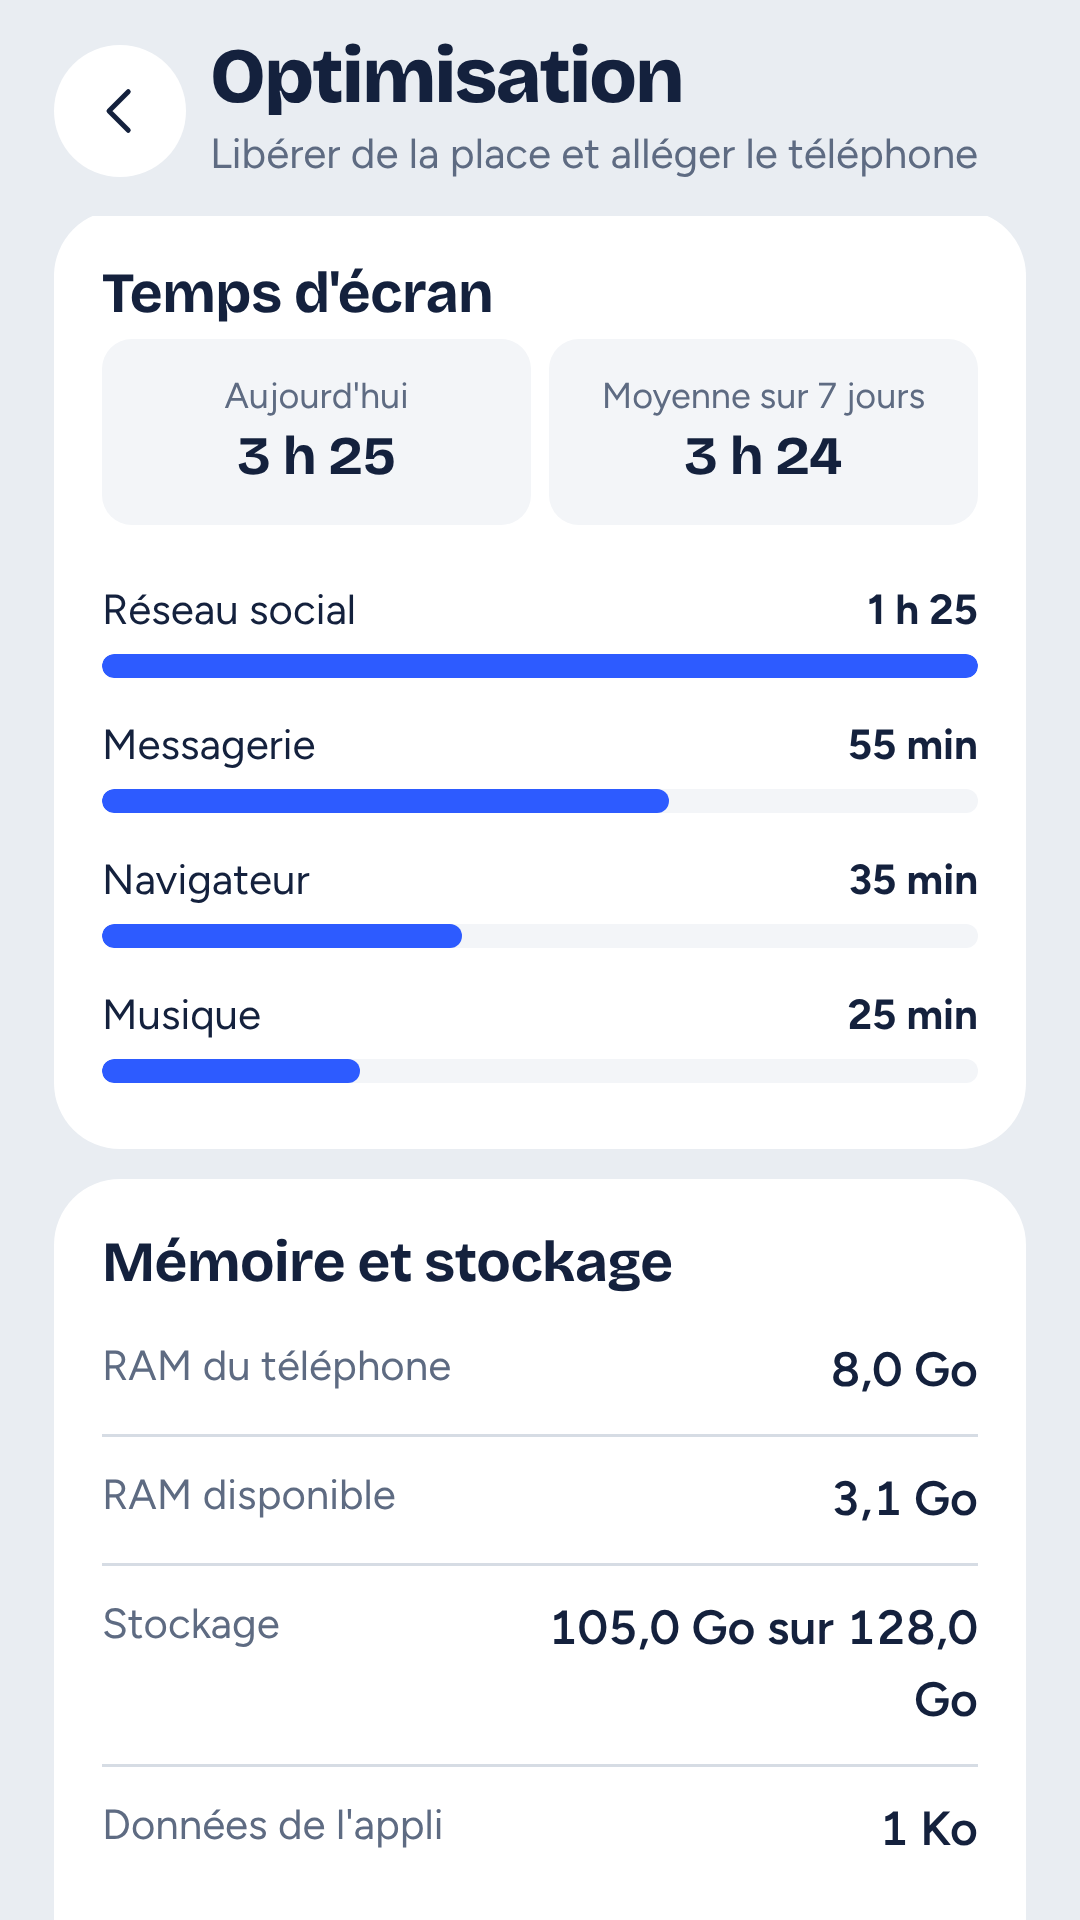 Optimisation
Libérer de la place et alléger le téléphone
Temps d'écran
Aujourd'hui
3 h 25
Moyenne sur 7 jours
3 h 24
Réseau social
1 h 25
Messagerie
55 min
Navigateur
35 min
Musique
25 min
Mémoire et stockage
RAM du téléphone
8,0 Go
RAM disponible
3,1 Go
Stockage
105,0 Go sur 128,0
Go
Données de l'appli
1 Ko